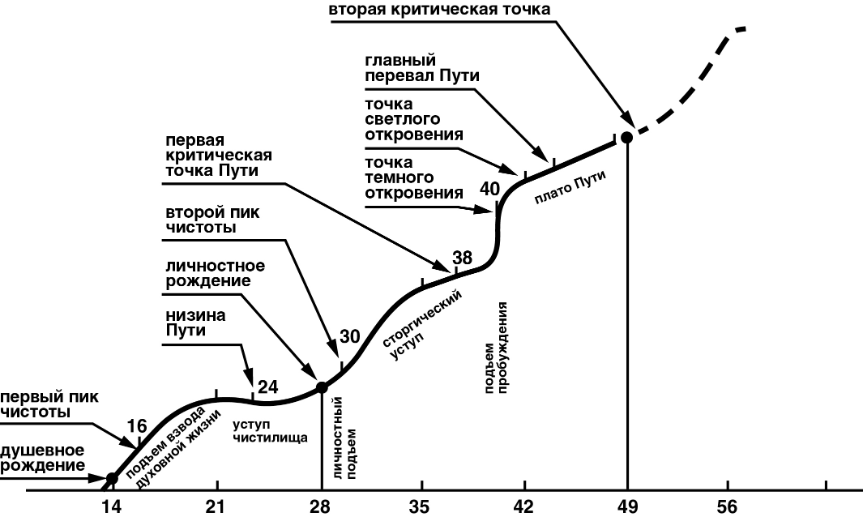 вторая критическая точка
главный
перевал Пути
точка
светлого
откровения
точка
темного
откровения
первая
критическая
точка Пути
второй пик
чистоты
личностное
рождение
низина
Пути
первый пик
чистоты
душевное
рождение
16
24
30
38
40
подъем взвода
духовной жизни
уступ
чистилища
личностный
подъем
сторгический
уступ
подъем
пробуждения
плато Пути
14
21
28
35
42
49
56